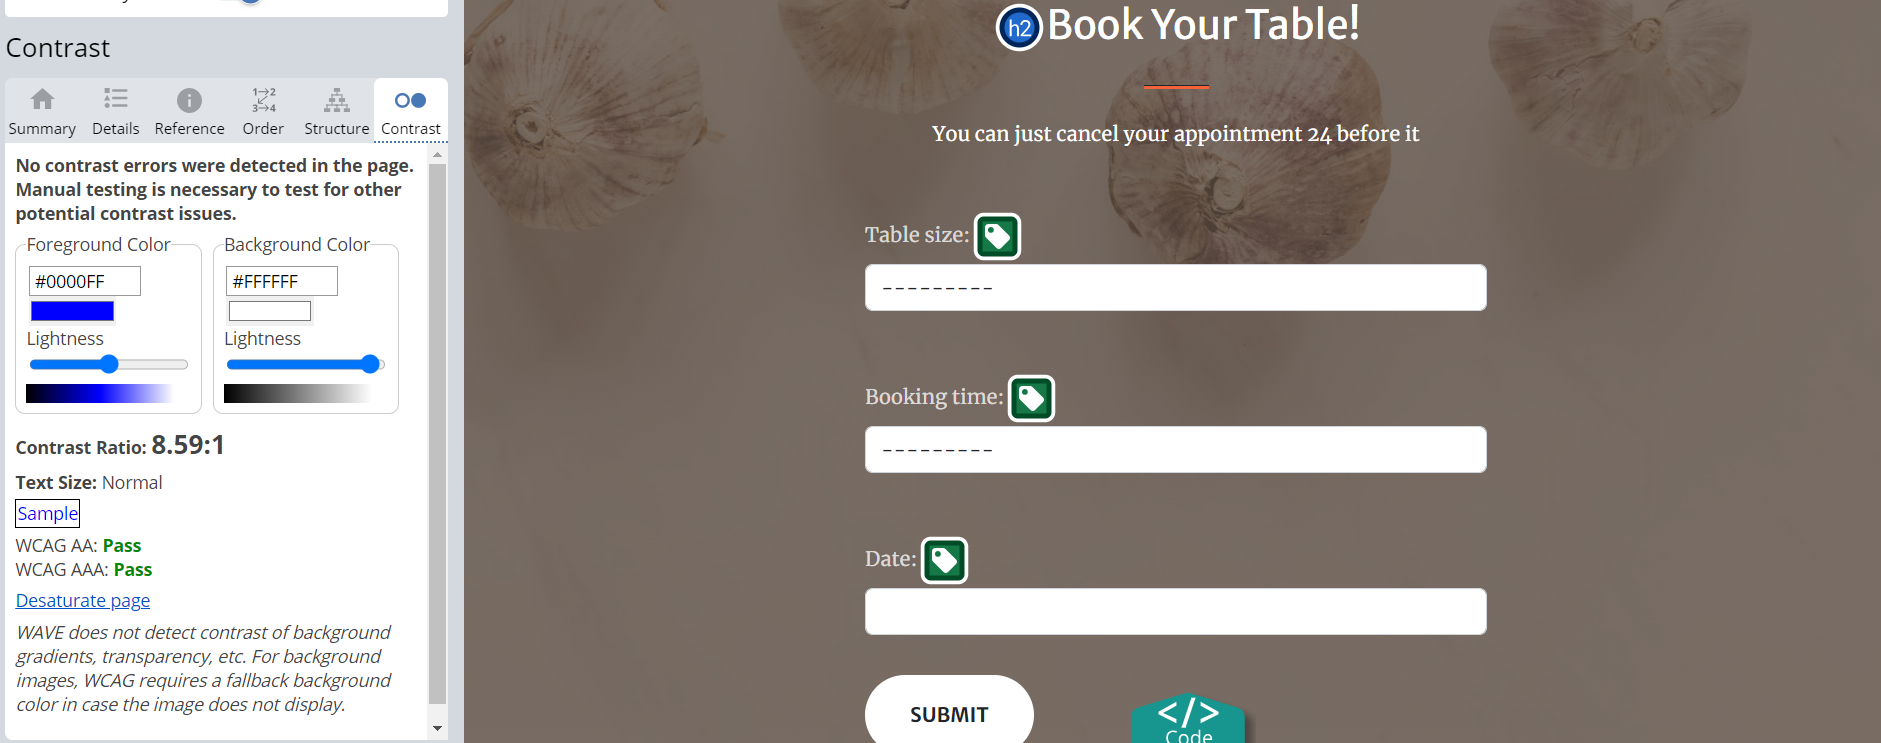 Contrast
Summary
Details
Reference
Order
Structure
Contrast
No contrast errors were detected in the page.
Manual testing is necessary to test for other
potential contrast issues.
Foreground Color
#0000FF
Lightness
Background Color
#FFFFFF
Lightness
Contrast Ratio: 8.59:1
Text Size: Normal
Sample
WCAG AA: Pass
WCAG AAA: Pass
Desaturate page
WAVE does not detect contrast of background
gradients, transparency, etc. For background
images, WCAG requires a fallback background
color in case the image does not display.
h2 Book Your Table!
You can just cancel your appointment 24 before it
Table size:
---------
Booking time:
---------
Date:
SUBMIT
</> Code